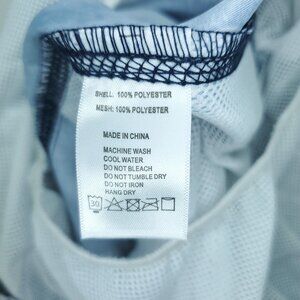 SHELL: 100% POLYESTER
MESH: 100% POLYESTER
MADE IN CHINA
MACHINE WASH
COOL WATER
DO NOT BLEACH
DO NOT TUMBLE DRY
DO NOT IRON
HANG DRY
30